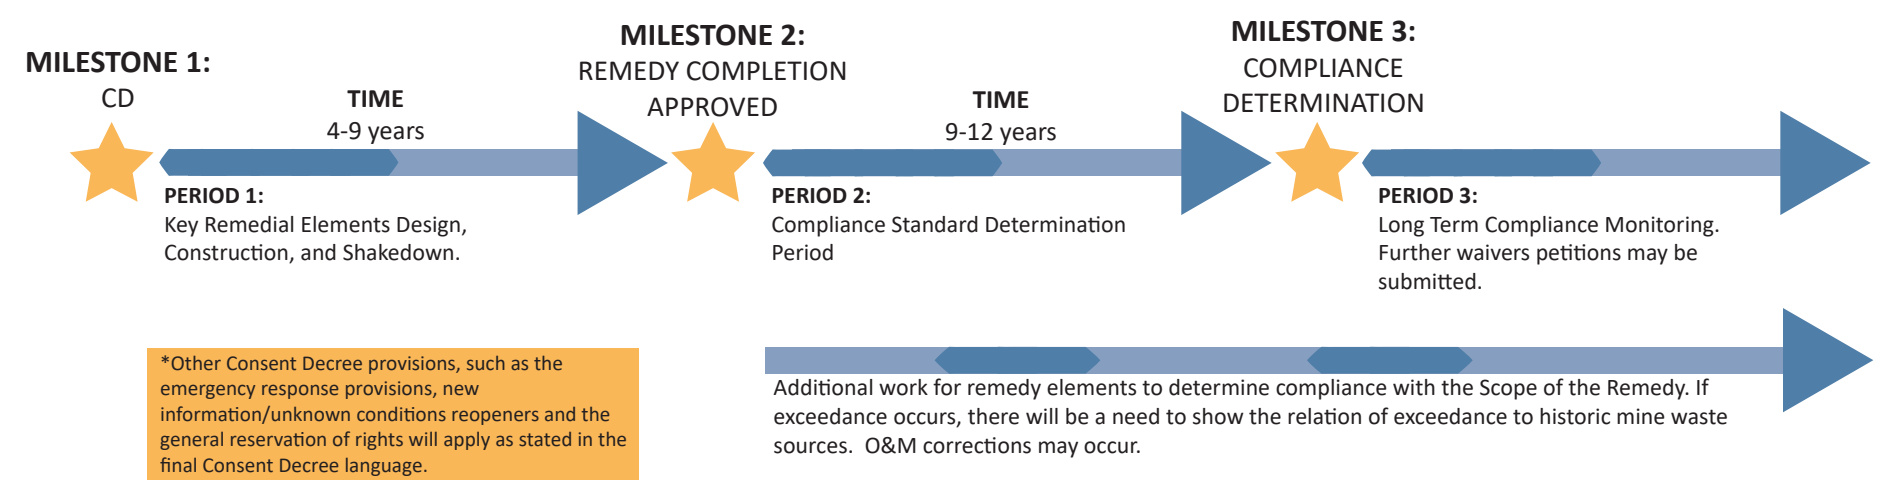 MILESTONE 1:
CD
TIME
4-9 years
PERIOD 1:
Key Remedial Elements Design,
Construction, and Shakedown.
MILESTONE 2:
REMEDY COMPLETION
APPROVED
TIME
9-12 years
PERIOD 2:
Compliance Standard Determination
Period
MILESTONE 3:
COMPLIANCE
DETERMINATION
PERIOD 3:
Long Term Compliance Monitoring.
Further waivers petitions may be
submitted.
*Other Consent Decree provisions, such as the
emergency response provisions, new
information/unknown conditions reopeners and the
general reservation of rights will apply as stated in the
final Consent Decree language.
Additional work for remedy elements to determine compliance with the Scope of the Remedy. If
exceedance occurs, there will be a need to show the relation of exceedance to historic mine waste
sources.  O&M corrections may occur.